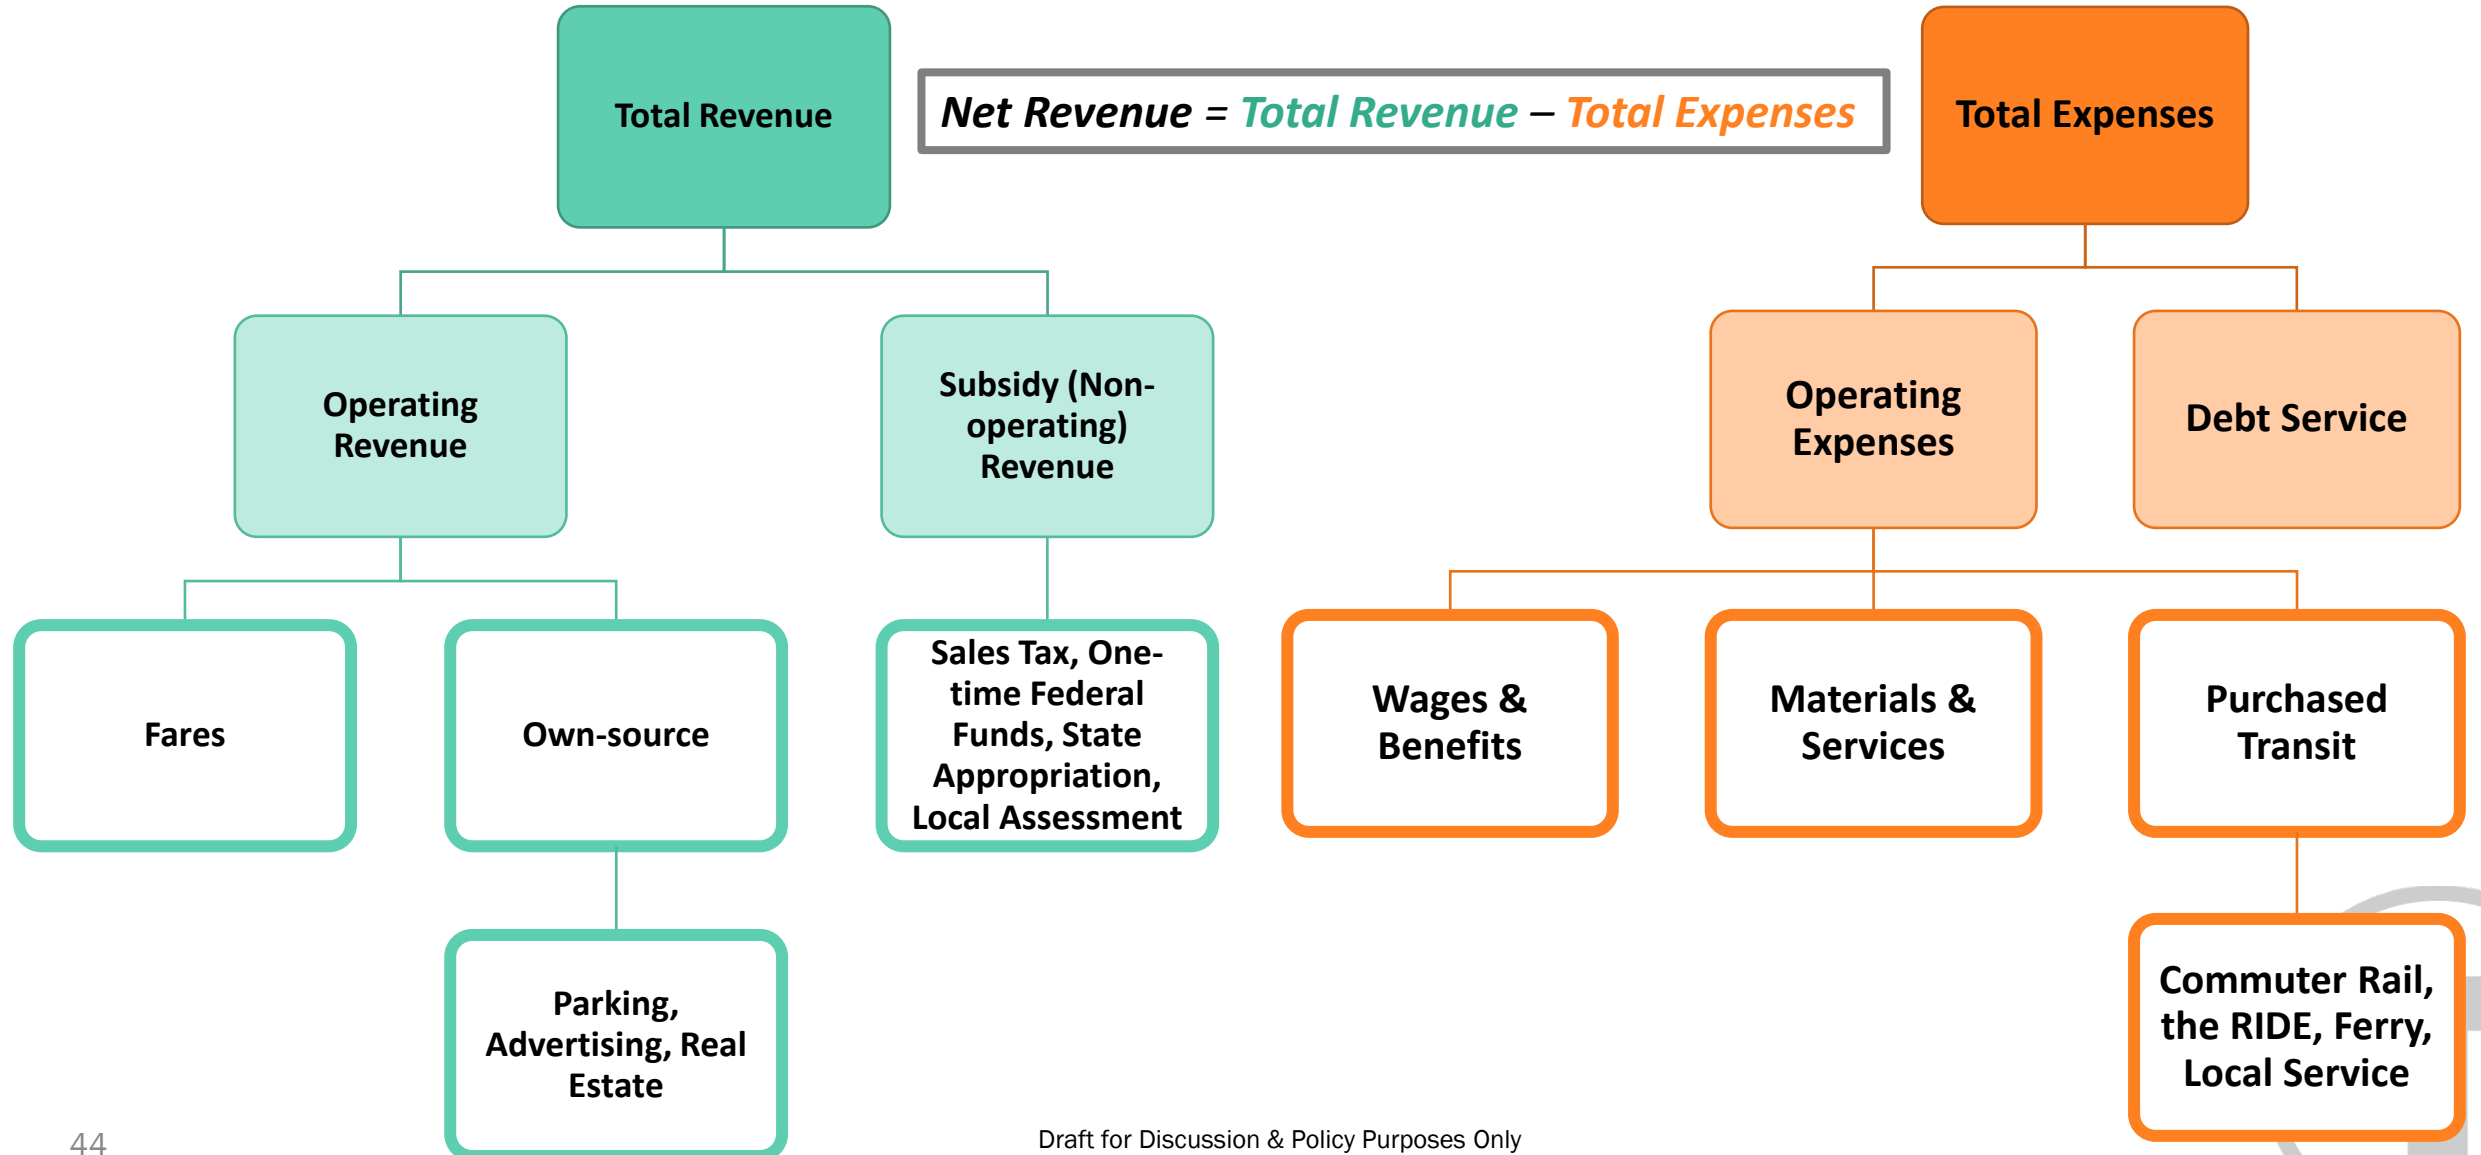 Total Revenue
Net Revenue = Total Revenue – Total Expenses
Total Expenses
Operating
Revenue
Subsidy (Non-
operating)
Revenue
Operating
Expenses
Debt Service
Fares
Own-source
Sales Tax, One-
time Federal
Funds, State
Appropriation,
Local Assessment
Wages &
Benefits
Materials &
Services
Purchased
Transit
Parking,
Advertising, Real
Estate
Commuter Rail,
the RIDE, Ferry,
Local Service
44
Draft for Discussion & Policy Purposes Only